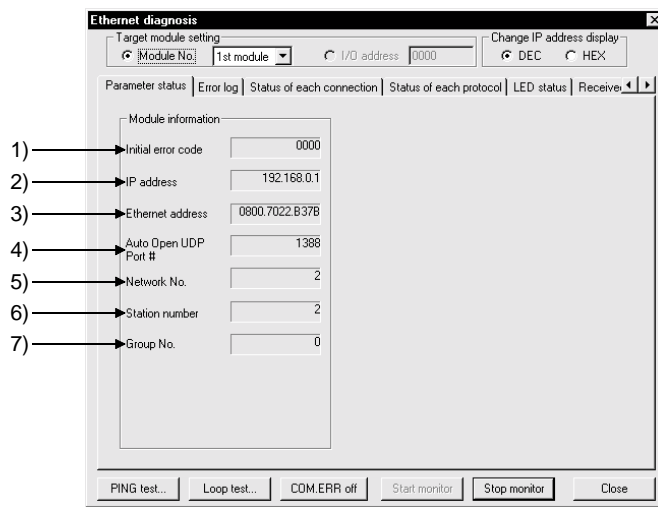 Ethernet diagnosis
Target module setting
Module No. 1st module I/O address 0000
Change IP address display
DEC HEX
Parameter status Error log Status of each connection Status of each protocol LED status
Module information
1) Initial error code 0000
2) IP address 192.168.0.1
3) Ethernet address 0800.7022.B37B
4) Auto Open UDP Port # 1388
5) Network No. 2
6) Station number 2
7) Group No. 0
PING test... Loop test... COM.ERR off Start monitor Stop monitor Close